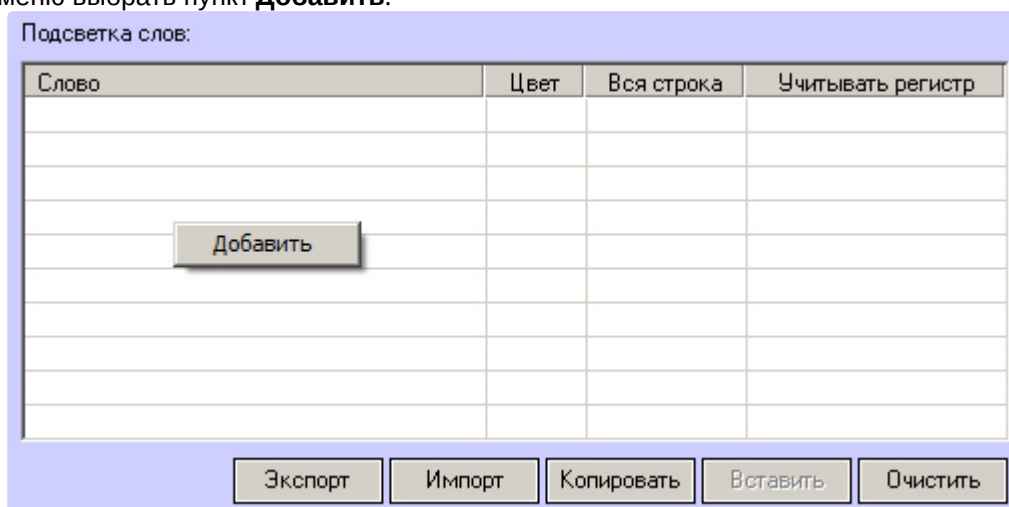 меню выбрать пункт Добавить.
Подсветка слов:
Слово Цвет Вся строка Учитывать регистр
Добавить
Экспорт Импорт Копировать Вставить Очистить